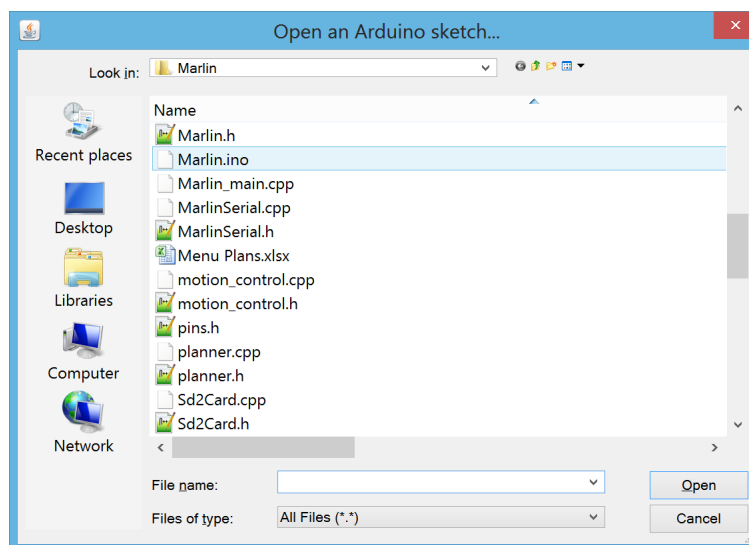 Open an Arduino sketch...
Look in: Marlin
Name
Recent places
Desktop
Libraries
Computer
Network
Marlin.h
Marlin.ino
Marlin_main.cpp
MarlinSerial.cpp
MarlinSerial.h
Menu Plans.xlsx
motion_control.cpp
motion_control.h
pins.h
planner.cpp
planner.h
Sd2Card.cpp
Sd2Card.h
File name:
Open
Files of type: All Files (*.*)
Cancel